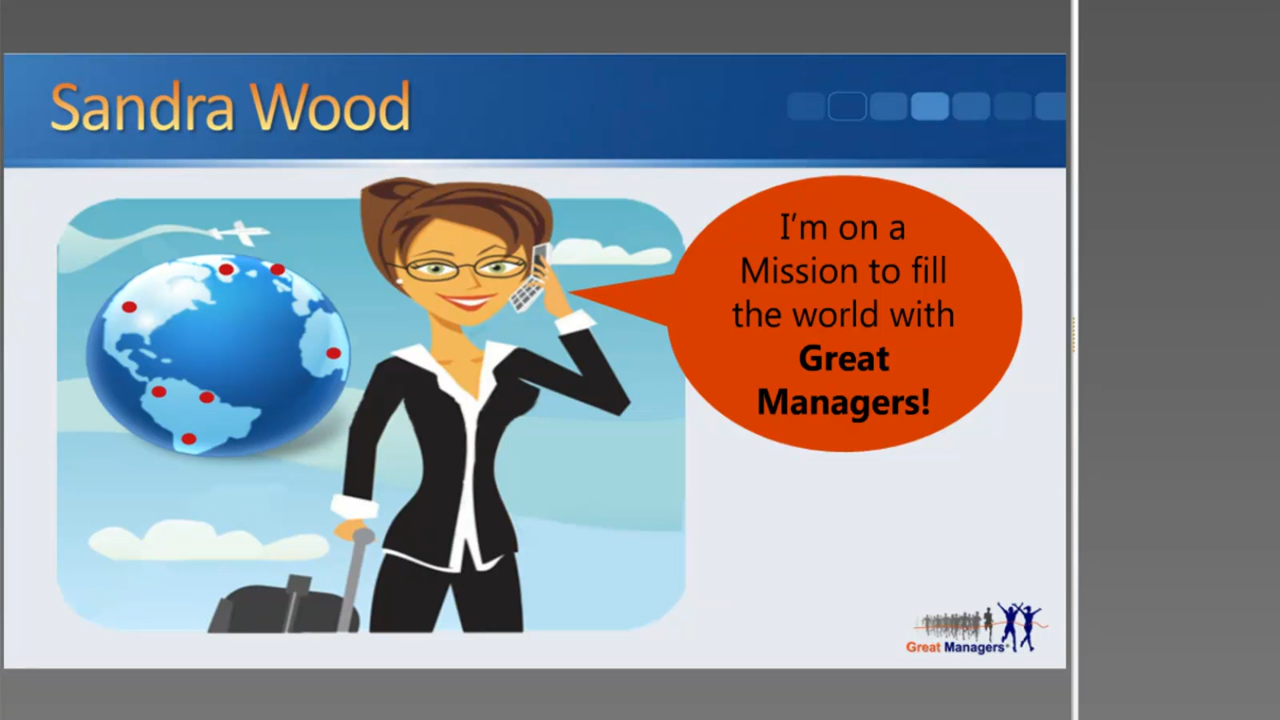 Sandra Wood
I'm on a
Mission to fill
the world with
Great
Managers!
Great Managers®